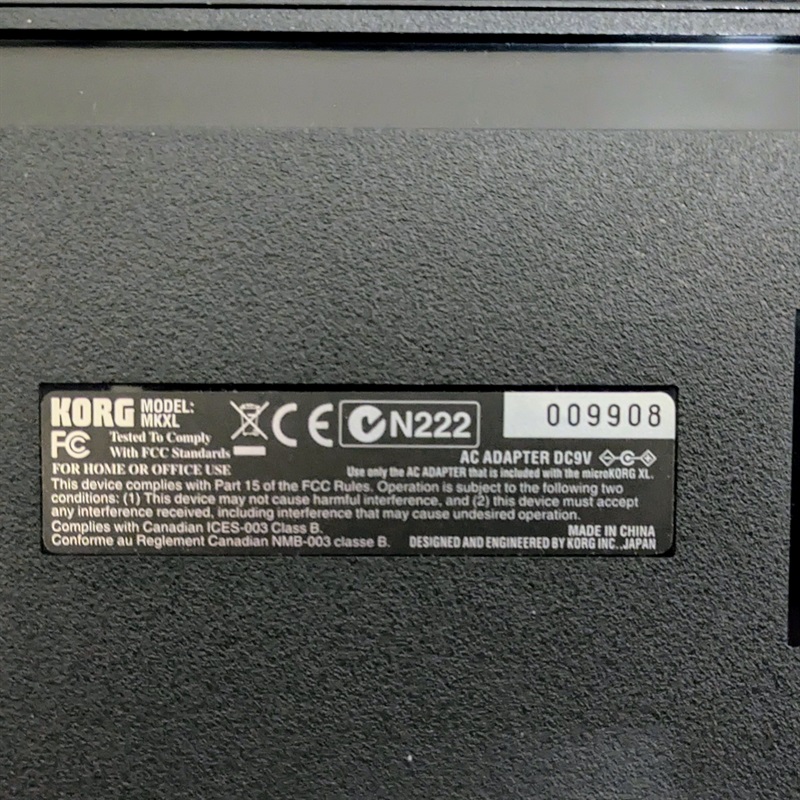 KORG MODEL:
MKXL
FC Tested To Comply
With FCC Standards
FOR HOME OR OFFICE USE
CE N222
009908
AC ADAPTER DC9V
Use only the AC ADAPTER that is included with the microKORG XL.
This device complies with Part 15 of the FCC Rules. Operation is subject to the following two
conditions: (1) This device may not cause harmful interference, and (2) this device must accept
any interference received, including interference that may cause undesired operation.
Complies with Canadian ICES-003 Class B.
Conforme au Reglement Canadian NMB-003 classe B.
MADE IN CHINA
DESIGNED AND ENGINEERED BY KORG INC. JAPAN